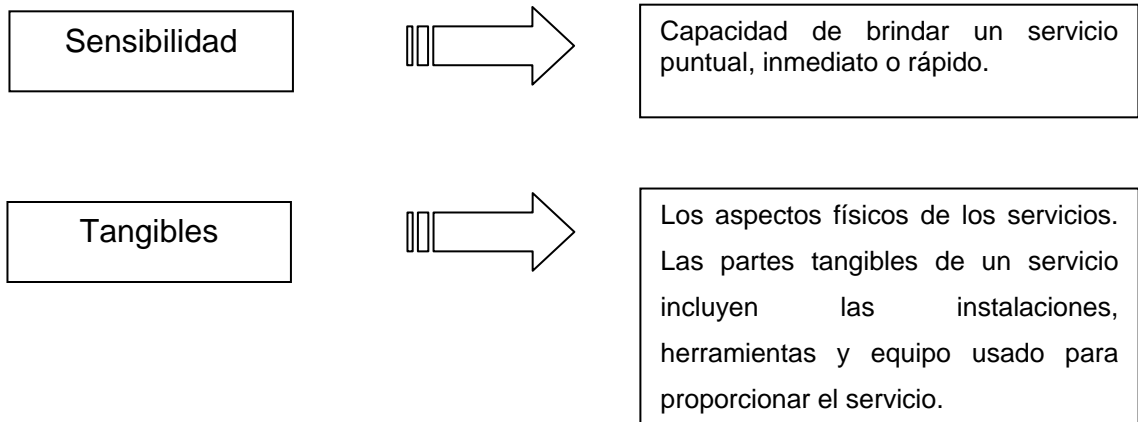 Sensibilidad
Capacidad de brindar un servicio
puntual, inmediato o rápido.
Tangibles
Los aspectos físicos de los servicios.
Las partes tangibles de un servicio
incluyen las instalaciones,
herramientas y equipo usado para
proporcionar el servicio.